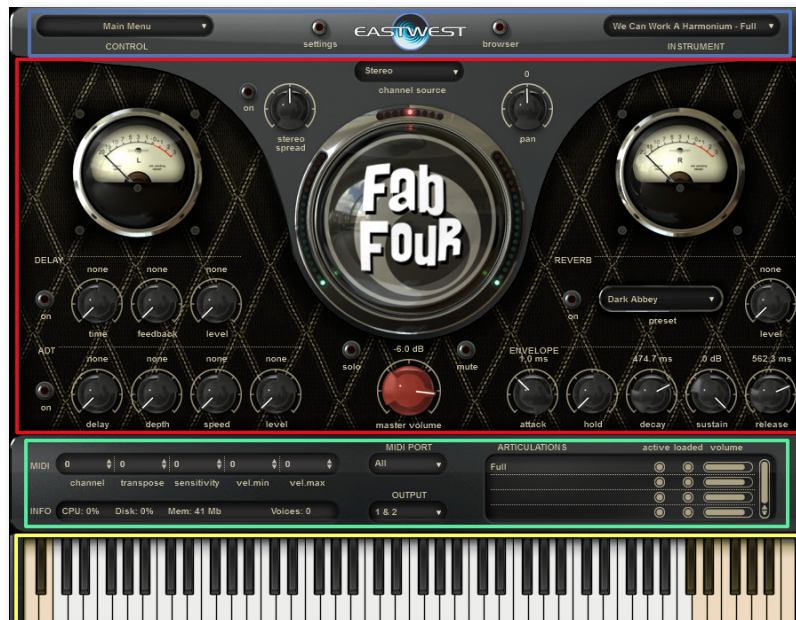 Main Menu
CONTROL
settings
EASTWEST
browser
We Can Work A Harmonium - Full
INSTRUMENT
Stereo
channel source
on
stereo
spread
0
pan
L
R
Fab
Four
DELAY
none none none
on
time feedback level
REVERB
none
on
Dark Abbey
preset
level
ADT
none none none none
on
delay depth speed level
-6.0 dB
solo
mute
master volume
ENVELOPE
1.0 ms 474.7 ms 0 dB 562.3 ms
attack hold decay sustain release
MIDI
0 0 0 0 0
channel transpose sensitivity vel.min vel.max
MIDI PORT
All
INFO CPU: 0% Disk: 0% Mem: 41 Mb Voices: 0
OUTPUT
1 & 2
ARTICULATIONS active loaded volume
Full